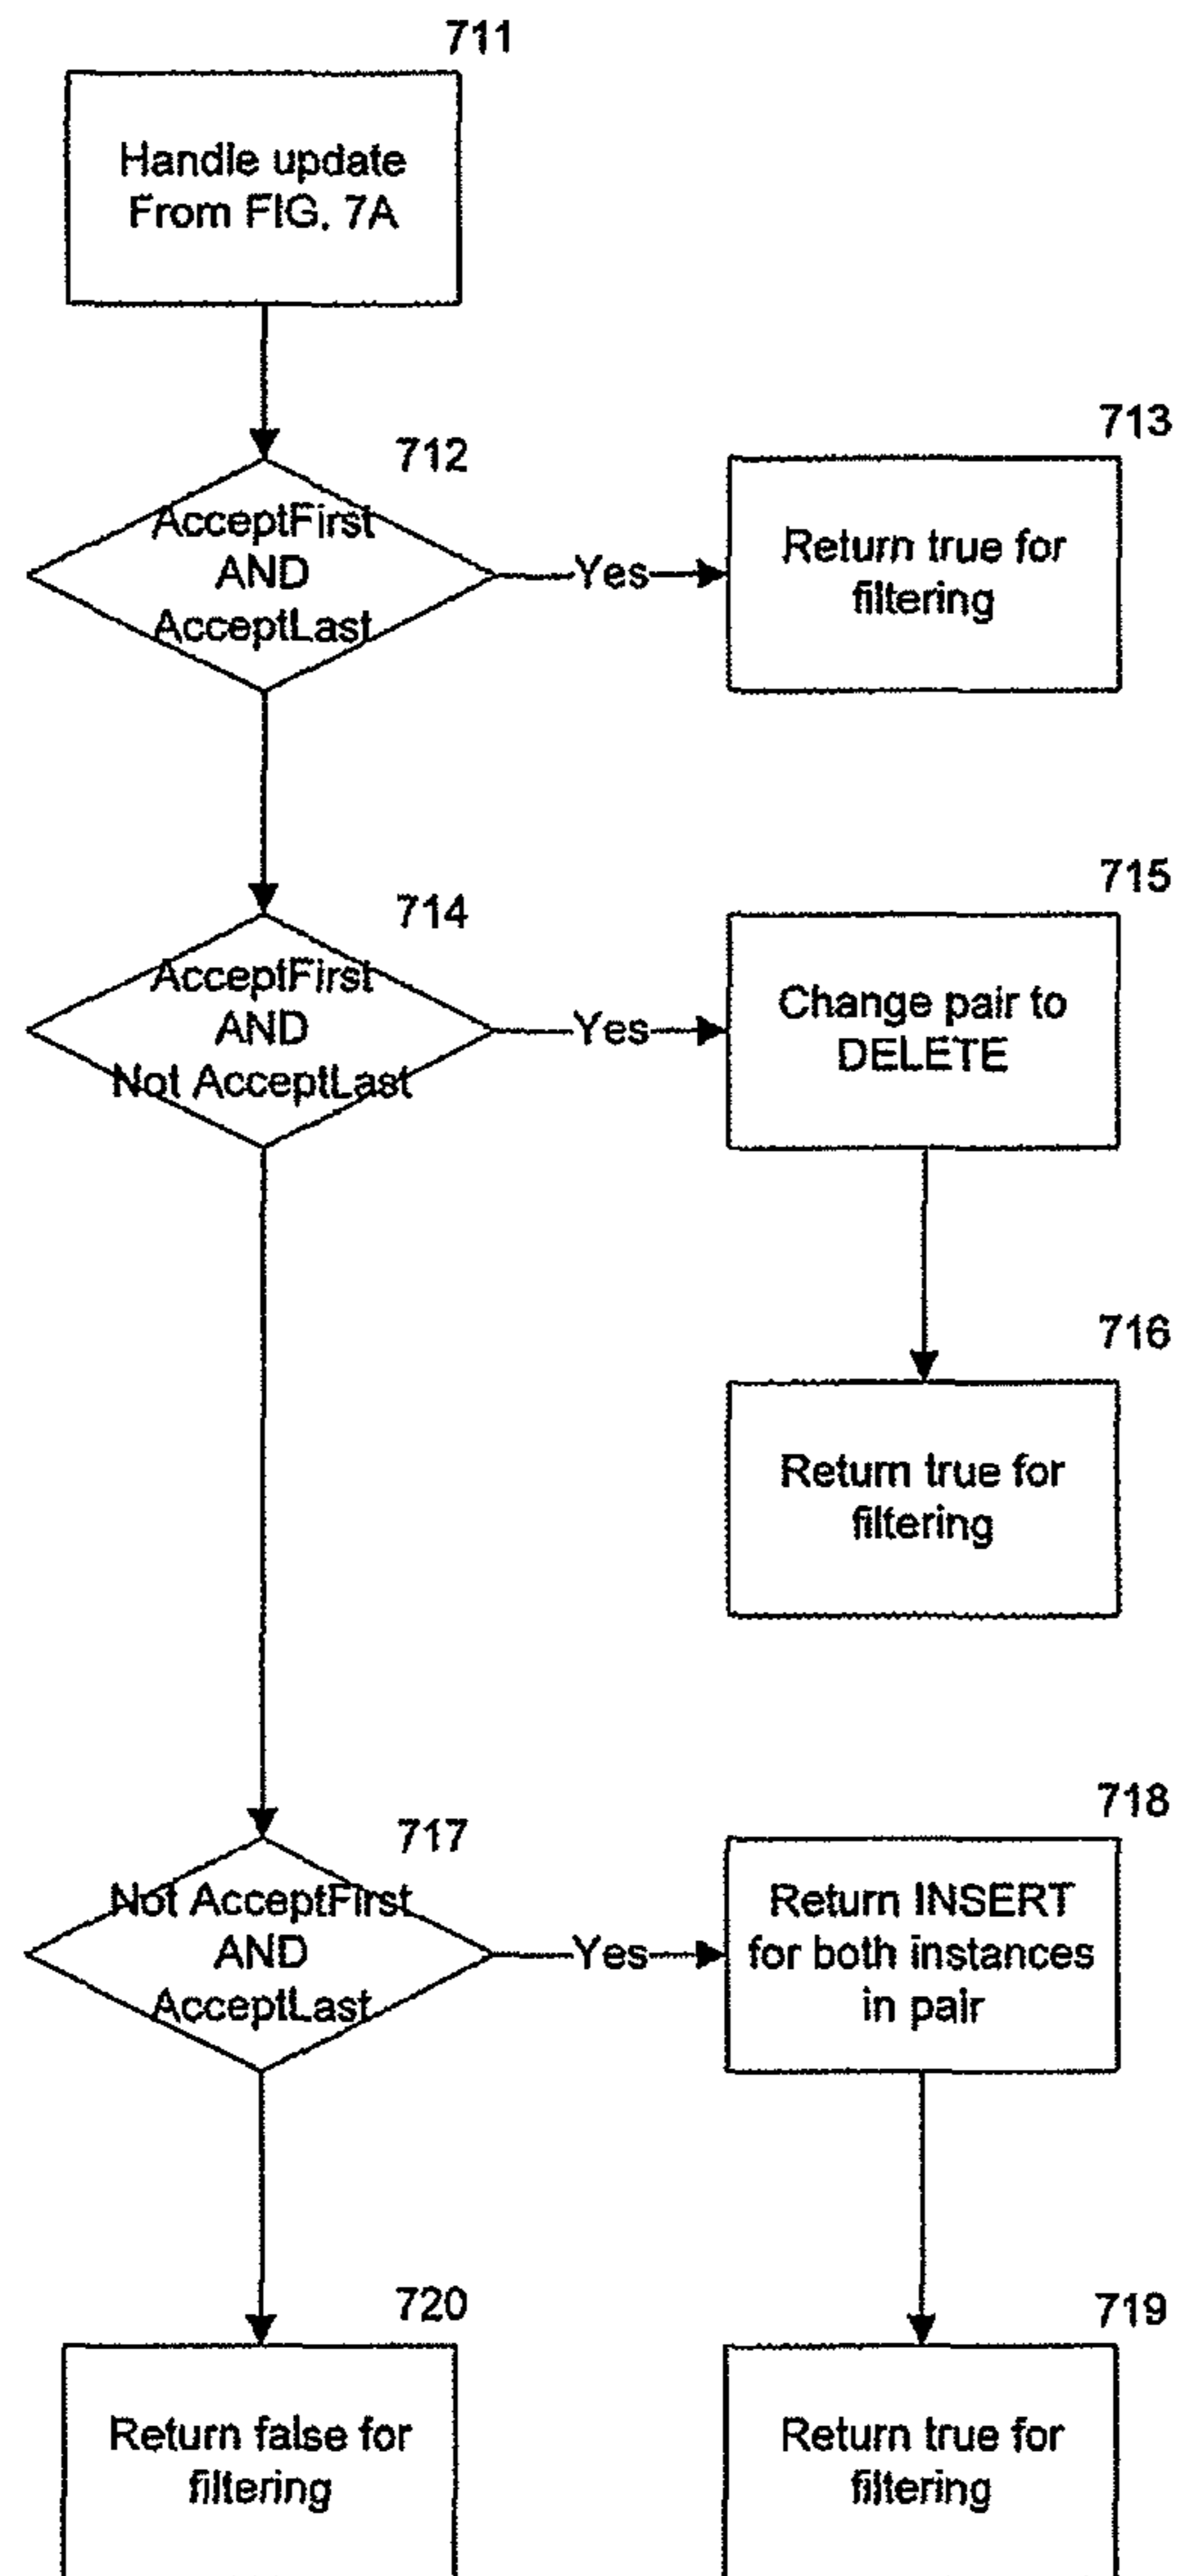 711
Handle update
From FIG. 7A
712
AcceptFirst
AND
AcceptLast
Yes
713
Return true for
filtering
714
AcceptFirst
AND
Not AcceptLast
Yes
715
Change pair to
DELETE
716
Return true for
filtering
717
Not AcceptFirst
AND
AcceptLast
Yes
718
Return INSERT
for both instances
in pair
720
Return false for
filtering
719
Return true for
filtering